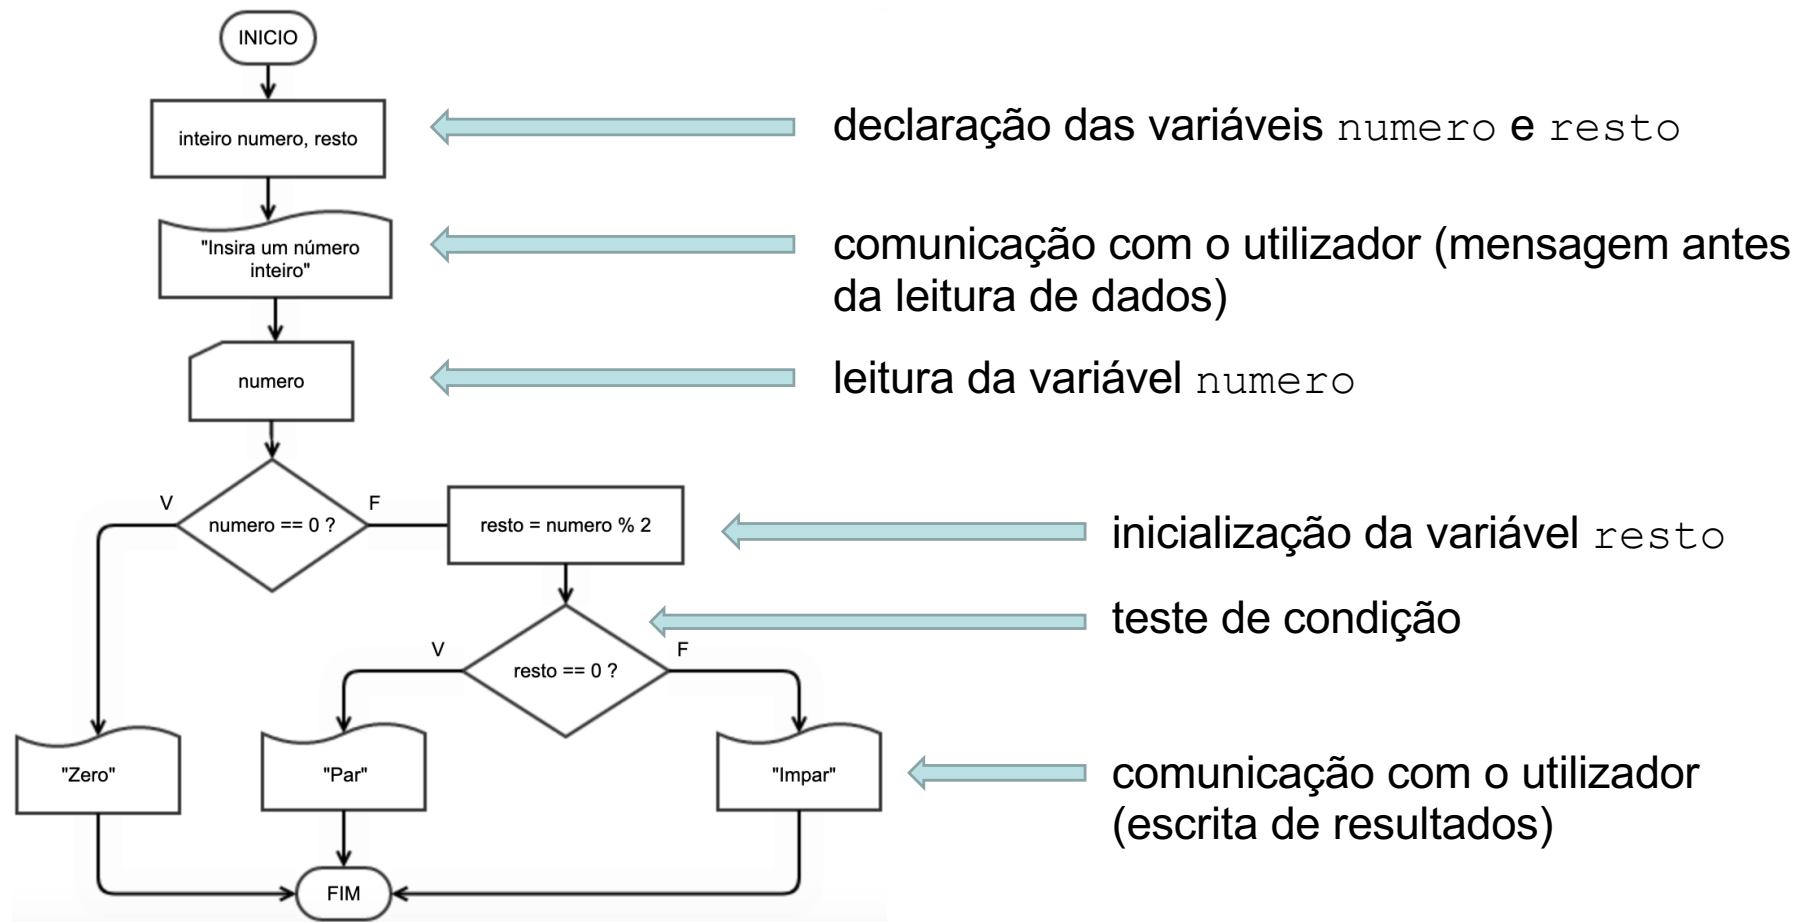 INICIO
inteiro numero, resto
declaração das variáveis numero e resto
"Insira um número
inteiro"
comunicação com o utilizador (mensagem antes
da leitura de dados)
numero
leitura da variável numero
V
numero == 0 ?
F
resto = numero % 2
inicialização da variável resto
teste de condição
V
resto == 0 ?
F
"Zero"
"Par"
"Impar"
comunicação com o utilizador
(escrita de resultados)
FIM